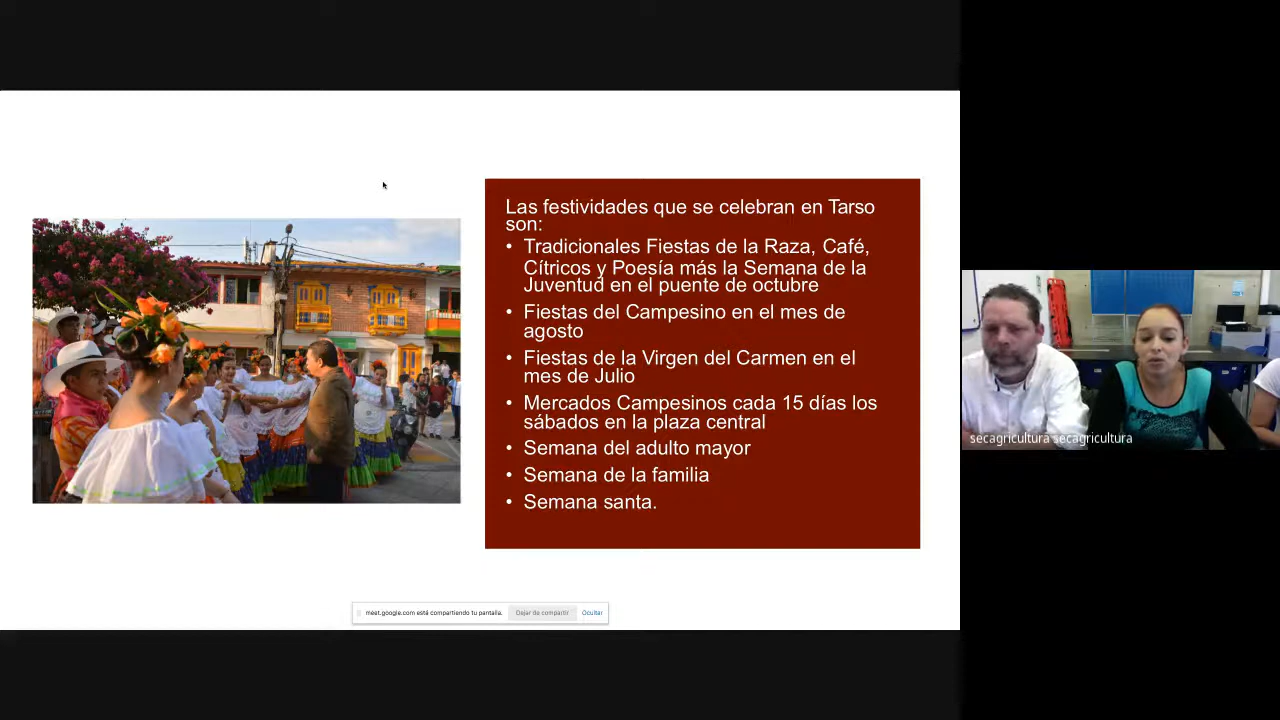 Las festividades que se celebran en Tarso
son:
• Tradicionales Fiestas de la Raza, Café,
Cítricos y Poesía más la Semana de la
Juventud en el puente de octubre
• Fiestas del Campesino en el mes de
agosto
• Fiestas de la Virgen del Carmen en el
mes de Julio
• Mercados Campesinos cada 15 días los
sábados en la plaza central
• Semana del adulto mayor
• Semana de la familia
• Semana santa.
secagricultura secagricultura
meet.google.com está compartiendo tu pantalla. Dejar de compartir Ocultar